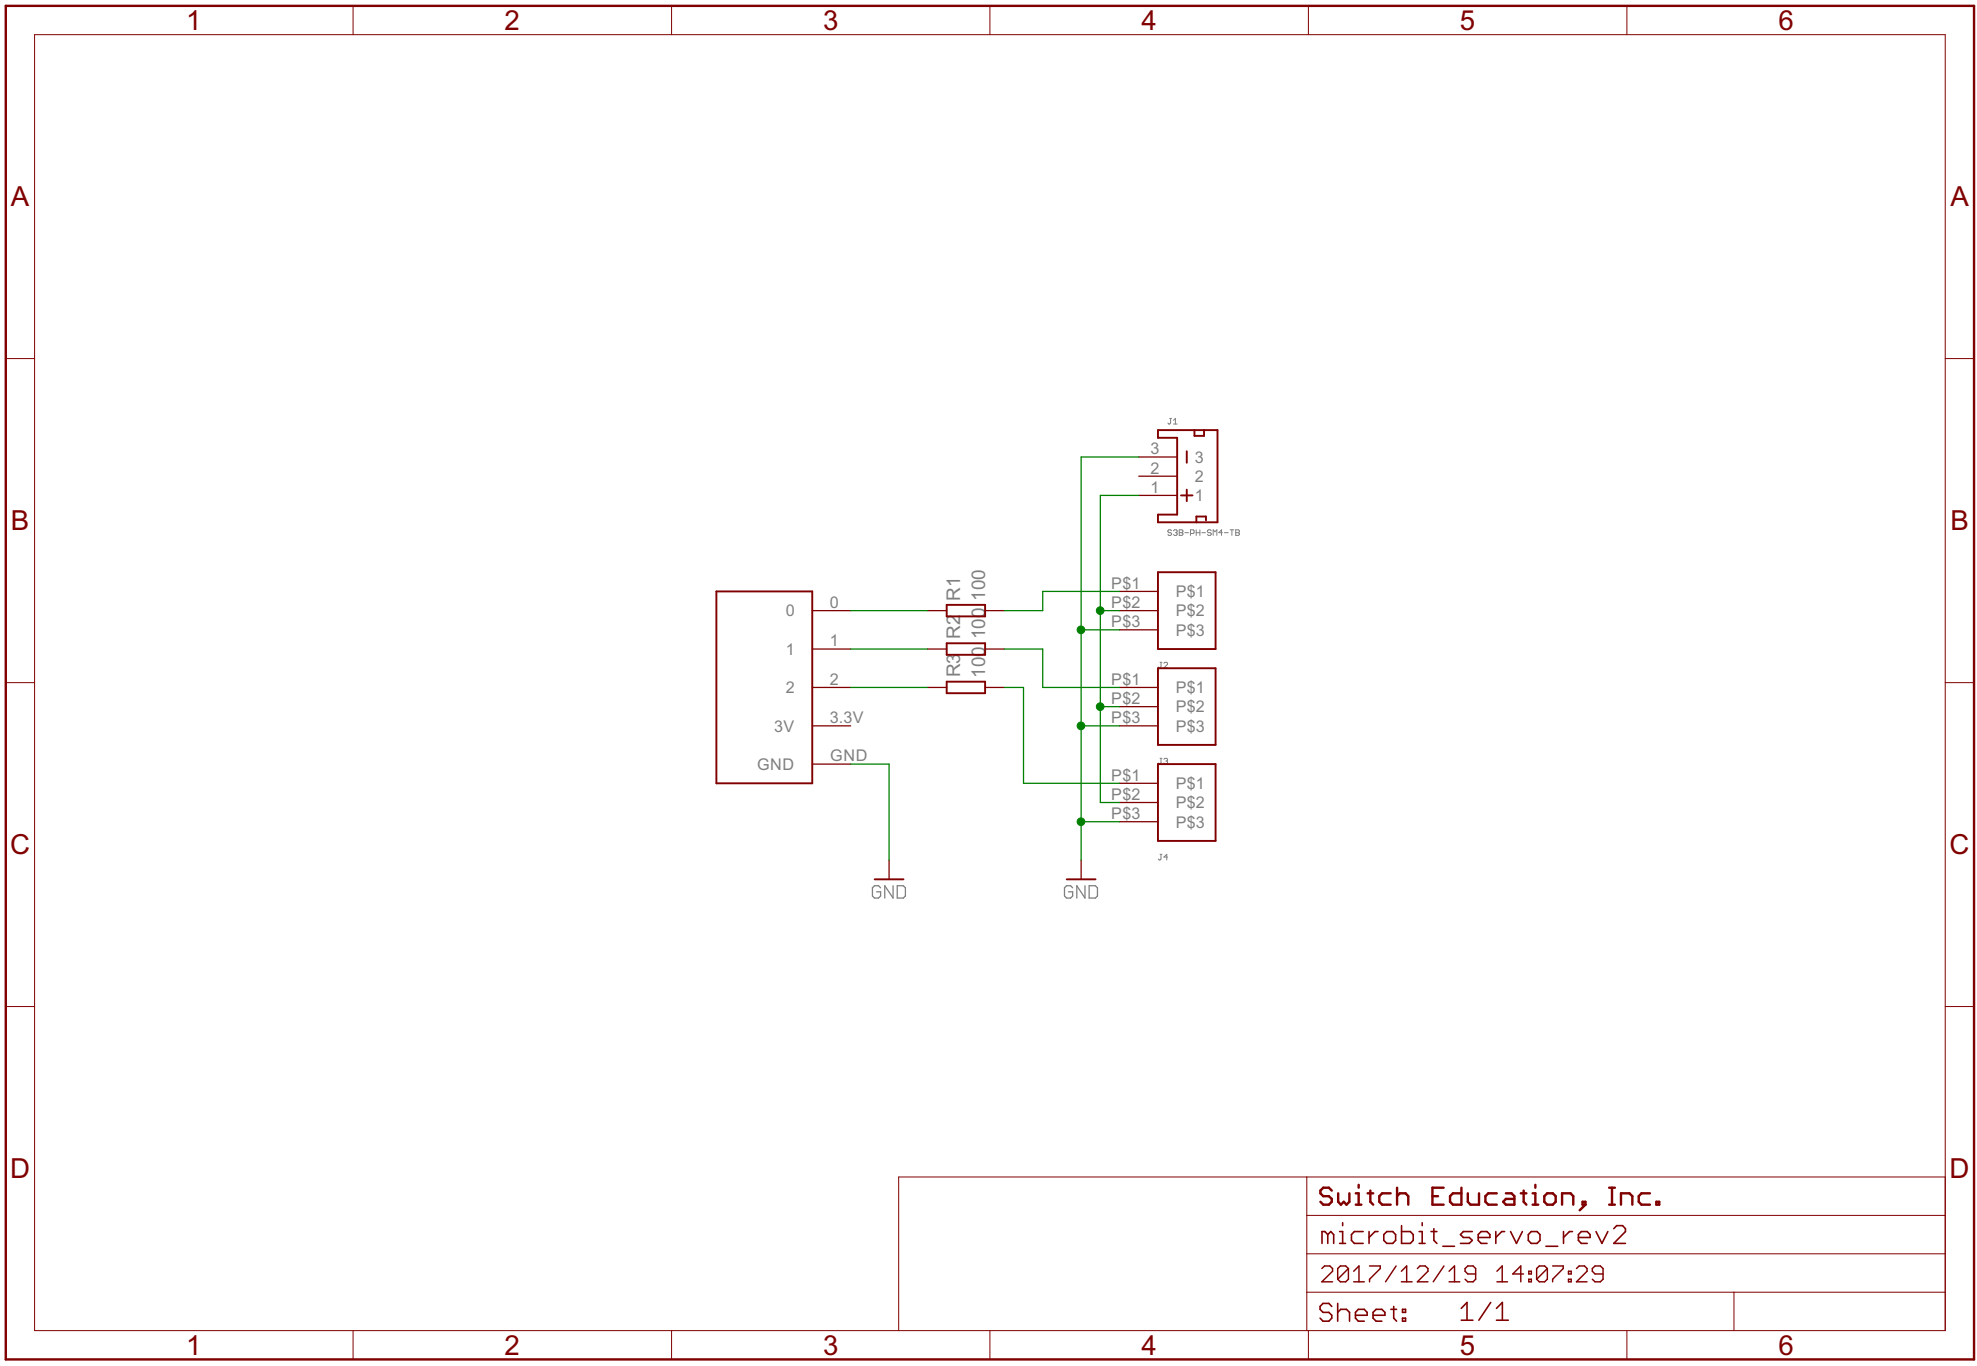 1 2 3 4 5 6
A A
B B
C C
D D
J1
3 3
2 2
1 +1
S3B-PH-SM4-TB
0 0
1 1
2 2
3V 3.3V
GND GND
R1 100
R2 100
R3 100
P$1 P$1
P$2 P$2
P$3 P$3
J2
P$1 P$1
P$2 P$2
P$3 P$3
J3
P$1 P$1
P$2 P$2
P$3 P$3
J4
GND GND
Switch Education, Inc.
microbit_servo_rev2
2017/12/19 14:07:29
Sheet: 1/1
1 2 3 4 5 6